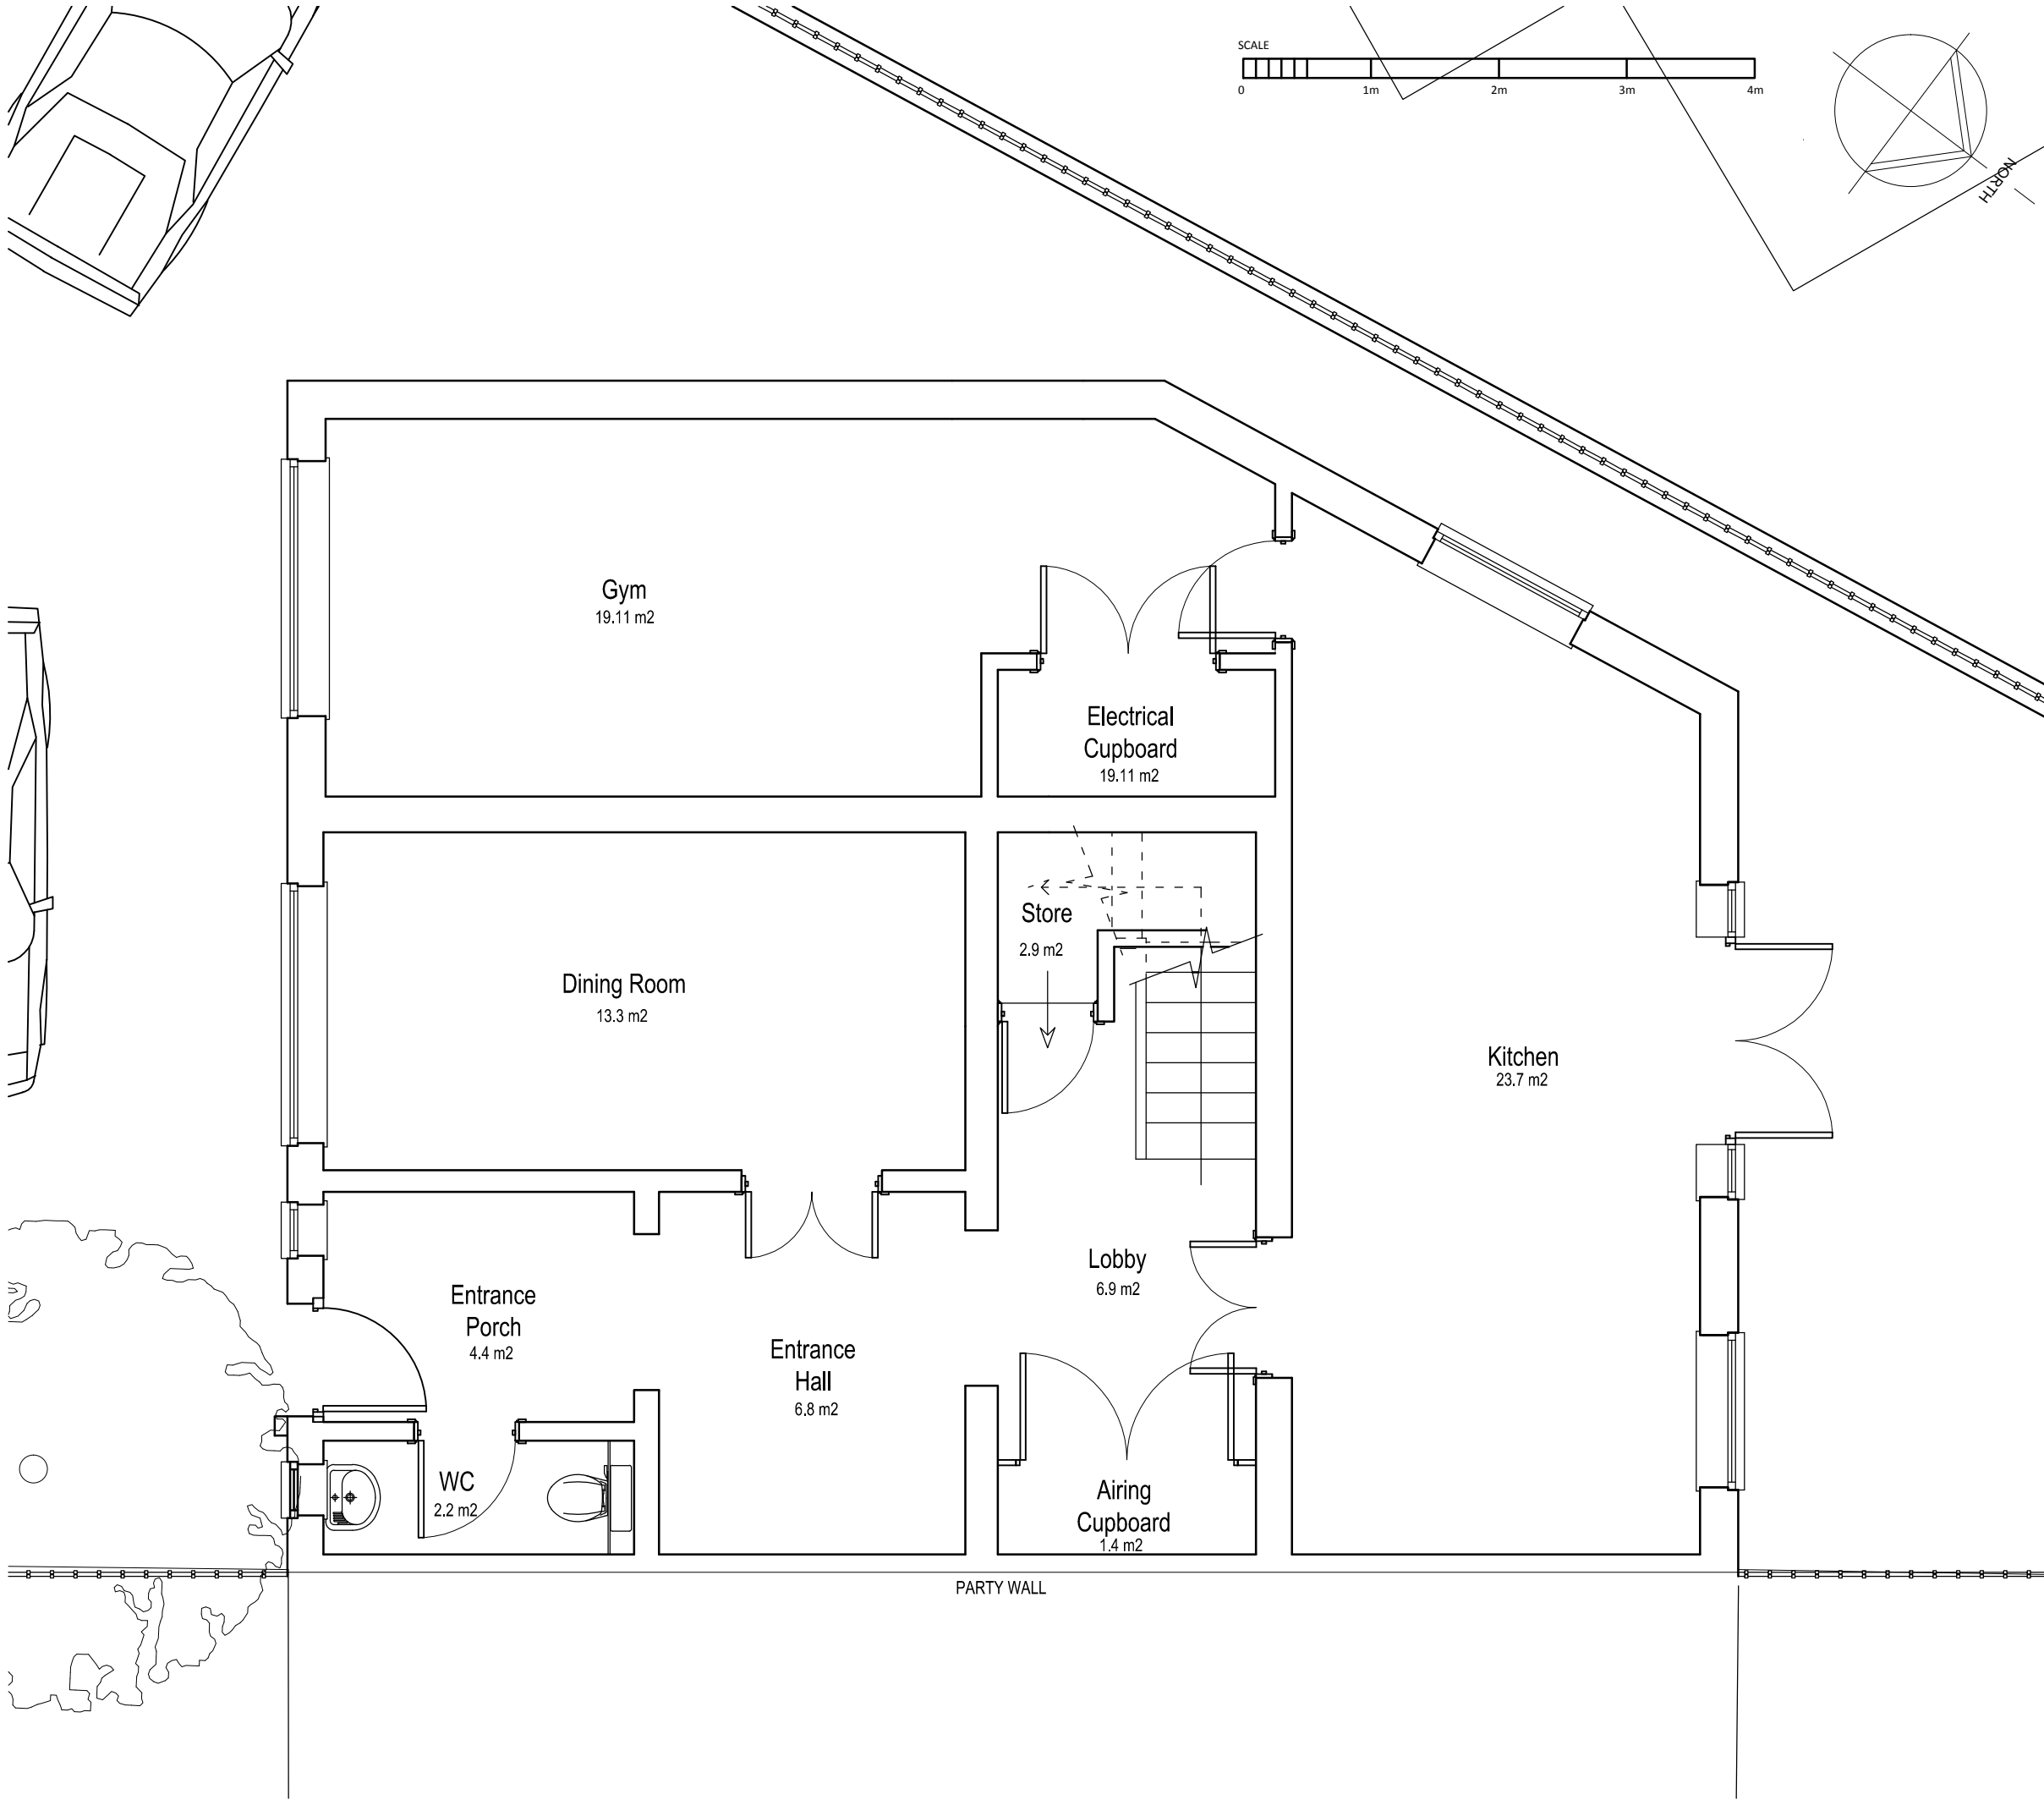 SCALE
0 1m 2m 3m 4m
NORTH
Gym
19.11 m2
Electrical
Cupboard
19.11 m2
Store
2.9 m2
Dining Room
13.3 m2
Kitchen
23.7 m2
Lobby
6.9 m2
Entrance
Porch
4.4 m2
Entrance
Hall
6.8 m2
WC
2.2 m2
Airing
Cupboard
1.4 m2
PARTY WALL